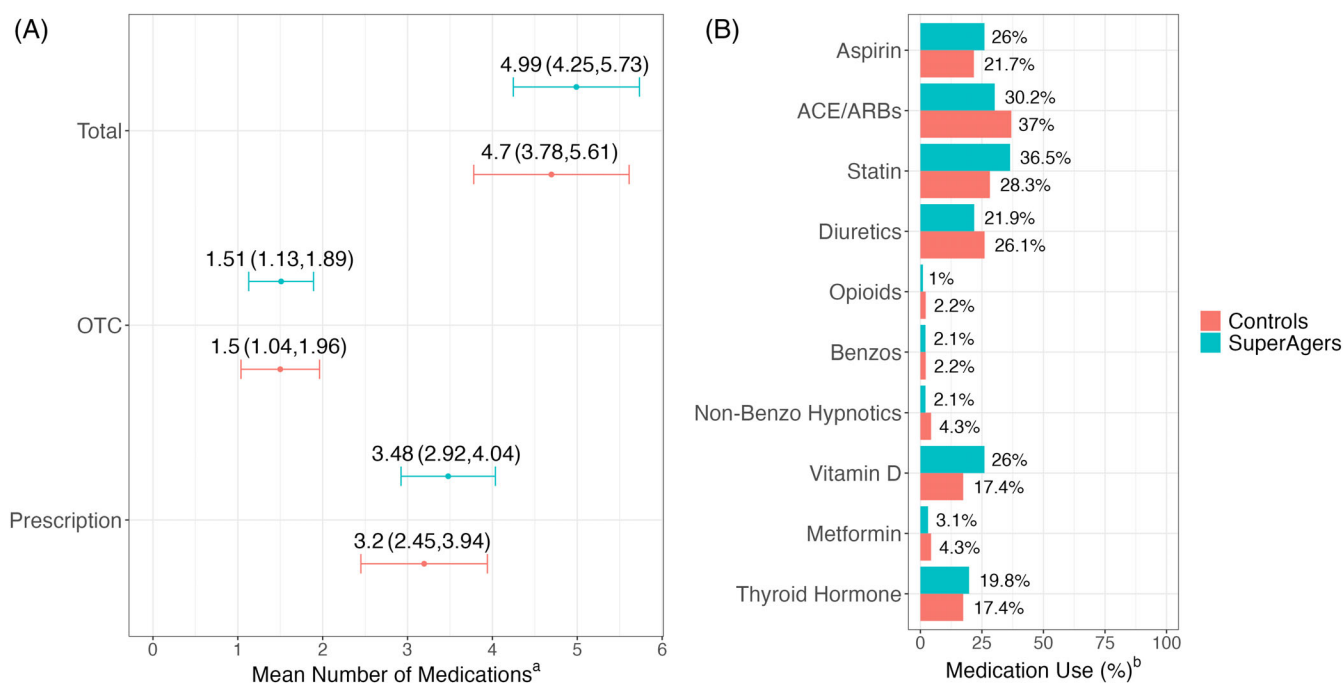 (A)
Total
4.99 (4.25,5.73)
4.7 (3.78,5.61)
OTC
1.51 (1.13,1.89)
1.5 (1.04,1.96)
Prescription
3.48 (2.92,4.04)
3.2 (2.45,3.94)
0 1 2 3 4 5 6
Mean Number of Medicationsᵃ
(B)
Aspirin
26%
21.7%
ACE/ARBs
30.2%
37%
Statin
36.5%
28.3%
Diuretics
21.9%
26.1%
Opioids
1%
2.2%
Benzos
2.1%
2.2%
Non-Benzo Hypnotics
2.1%
4.3%
Vitamin D
26%
17.4%
Metformin
3.1%
4.3%
Thyroid Hormone
19.8%
17.4%
0 25 50 75 100
Medication Use (%)ᵇ
Controls
SuperAgers